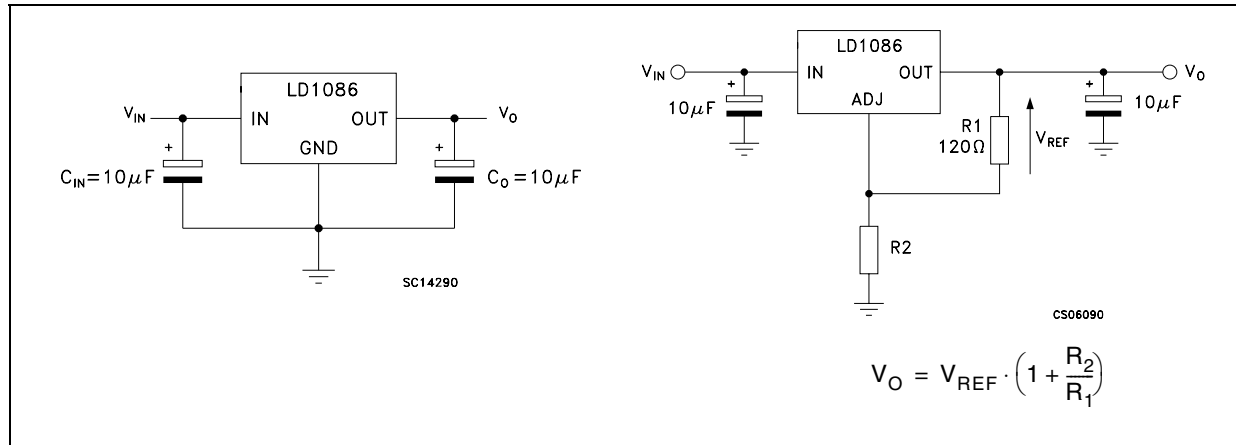 LD1086
V_IN
IN
OUT
V_O
GND
+
+
C_IN=10µF
C_O=10µF
SC14290
LD1086
V_IN
IN
OUT
V_O
ADJ
+
+
10µF
10µF
R1
120Ω
V_REF
R2
CS06090
V_O = V_REF · (1 + R_2/R_1)